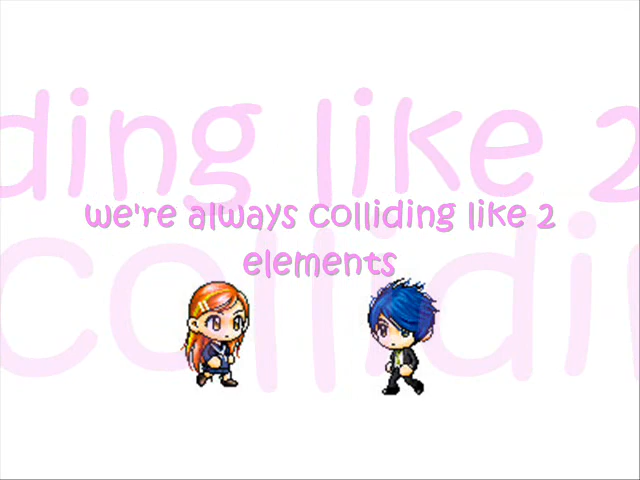 ding like 2
we're always colliding like 2
elements
collidi